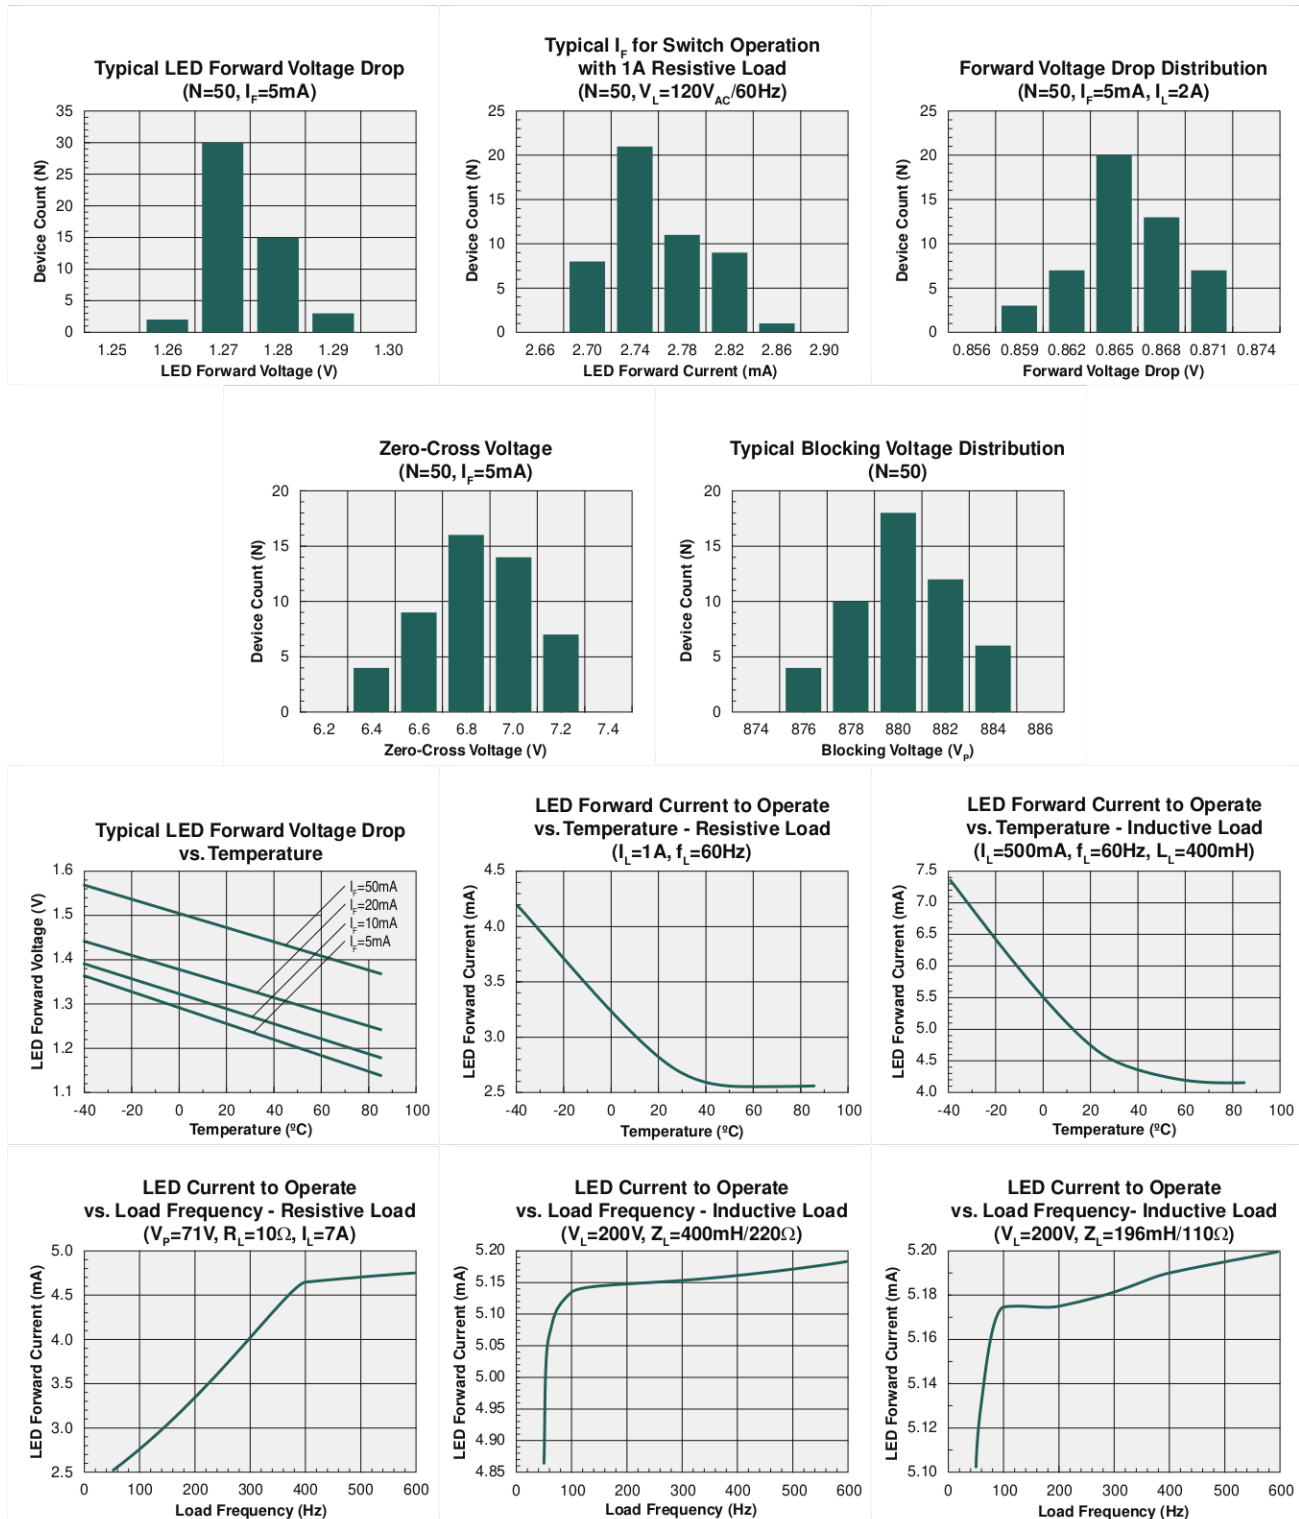 Typical LED Forward Voltage Drop
(N=50, IF=5mA)
35
30
25
20
15
10
5
0
Device Count (N)
1.25 1.26 1.27 1.28 1.29 1.30
LED Forward Voltage (V)
Typical IF for Switch Operation
with 1A Resistive Load
(N=50, VL=120VAC/60Hz)
25
20
15
10
5
0
Device Count (N)
2.66 2.70 2.74 2.78 2.82 2.86 2.90
LED Forward Current (mA)
Forward Voltage Drop Distribution
(N=50, IF=5mA, IL=2A)
25
20
15
10
5
0
Device Count (N)
0.856 0.859 0.862 0.865 0.868 0.871 0.874
Forward Voltage Drop (V)
Zero-Cross Voltage
(N=50, IF=5mA)
20
15
10
5
0
Device Count (N)
6.2 6.4 6.6 6.8 7.0 7.2 7.4
Zero-Cross Voltage (V)
Typical Blocking Voltage Distribution
(N=50)
20
15
10
5
0
Device Count (N)
874 876 878 880 882 884 886
Blocking Voltage (VP)
Typical LED Forward Voltage Drop
vs. Temperature
1.6
1.5
1.4
1.3
1.2
1.1
LED Forward Voltage (V)
IF=50mA
IF=20mA
IF=10mA
IF=5mA
-40 -20 0 20 40 60 80 100
Temperature (ºC)
LED Forward Current to Operate
vs. Temperature - Resistive Load
(IL=1A, fL=60Hz)
4.5
4.0
3.5
3.0
2.5
LED Forward Current (mA)
-40 -20 0 20 40 60 80 100
Temperature (ºC)
LED Forward Current to Operate
vs. Temperature - Inductive Load
(IL=500mA, fL=60Hz, LL=400mH)
7.5
7.0
6.5
6.0
5.5
5.0
4.5
4.0
LED Forward Current (mA)
-40 -20 0 20 40 60 80 100
Temperature (ºC)
LED Current to Operate
vs. Load Frequency - Resistive Load
(VP=71V, RL=10Ω, IL=7A)
5.0
4.5
4.0
3.5
3.0
2.5
LED Forward Current (mA)
0 100 200 300 400 500 600
Load Frequency (Hz)
LED Current to Operate
vs. Load Frequency - Inductive Load
(VL=200V, ZL=400mH/220Ω)
5.20
5.15
5.10
5.05
5.00
4.95
4.90
4.85
LED Forward Current (mA)
0 100 200 300 400 500 600
Load Frequency (Hz)
LED Current to Operate
vs. Load Frequency- Inductive Load
(VL=200V, ZL=196mH/110Ω)
5.20
5.18
5.16
5.14
5.12
5.10
LED Forward Current (mA)
0 100 200 300 400 500 600
Load Frequency (Hz)